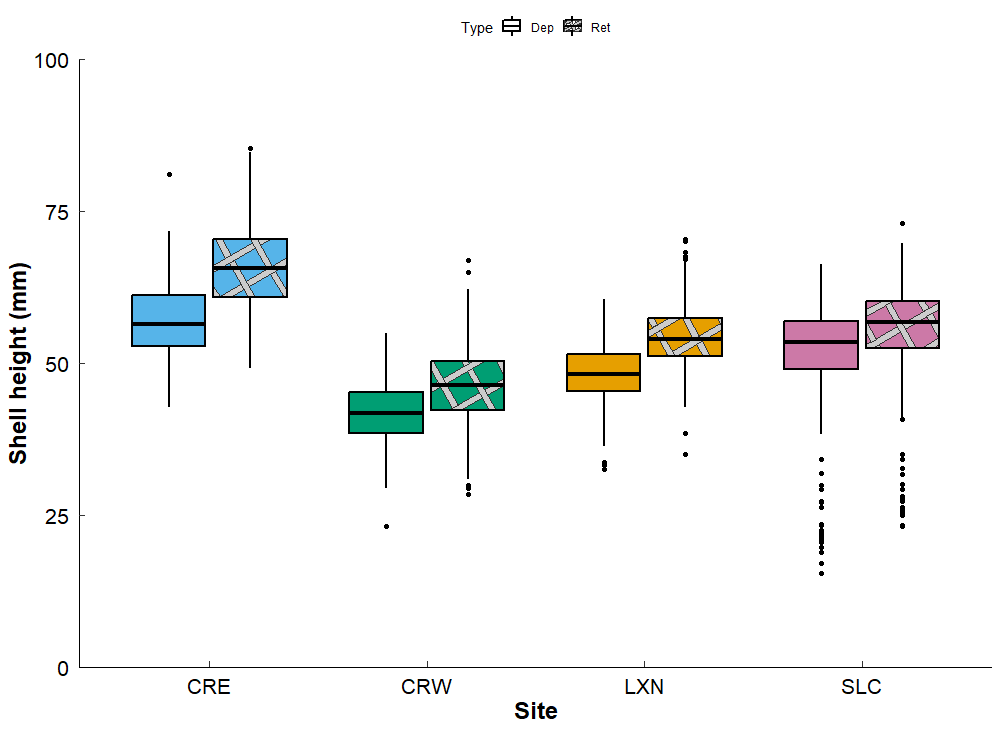 Type Dep Ret
100
75
50
25
0
Shell height (mm)
CRE CRW LXN SLC
Site